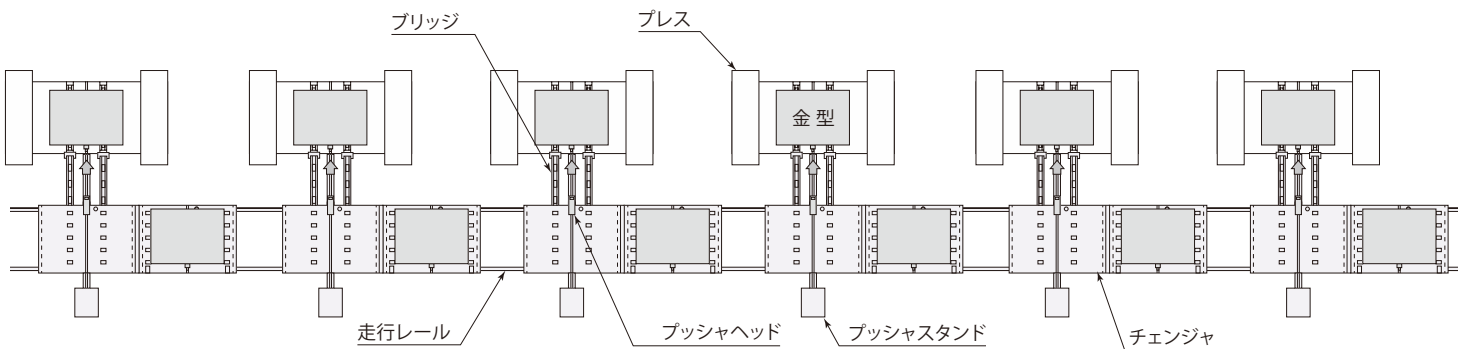 ブリッジ
プレス
金 型
走行レール
プッシャヘッド
プッシャスタンド
チェンジャ